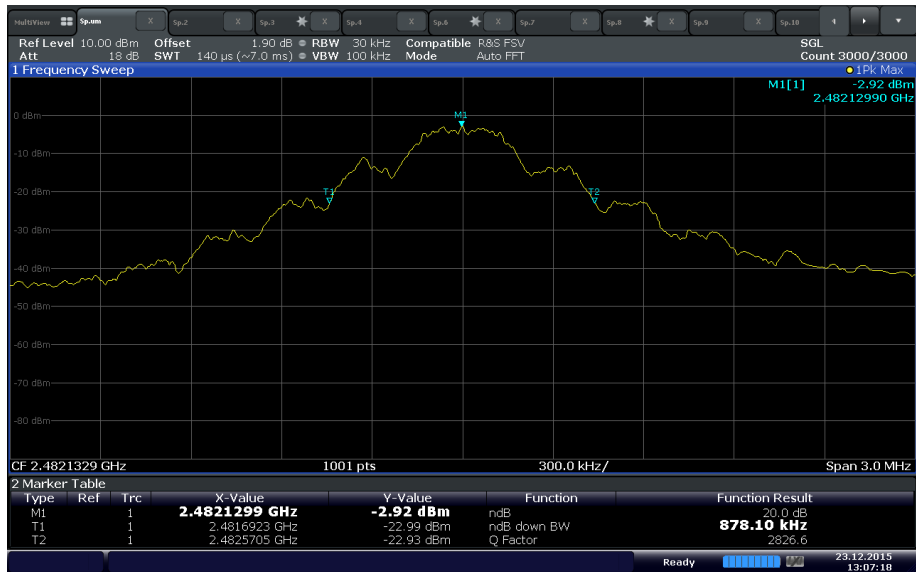 MultiView Sp.um X Sp.2 X Sp.3 X Sp.4 X Sp.6 X Sp.7 X Sp.8 X Sp.9 X Sp.10
Ref Level 10.00 dBm Offset 1.90 dB RBW 30 kHz Compatible R&S FSV SGL
Att 18 dB SWT 140 µs (~7.0 ms) VBW 100 kHz Mode Auto FFT Count 3000/3000
1 Frequency Sweep 1Pk Max
M1[1] -2.92 dBm
2.48212990 GHz
0 dBm
M1
-10 dBm
-20 dBm
T1 T2
-30 dBm
-40 dBm
-50 dBm
-60 dBm
-70 dBm
-80 dBm
CF 2.4821329 GHz 1001 pts 300.0 kHz/ Span 3.0 MHz
2 Marker Table
Type Ref Trc X-Value Y-Value Function Function Result
M1 1 2.4821299 GHz -2.92 dBm ndB 20.0 dB
T1 1 2.4816923 GHz -22.99 dBm ndB down BW 878.10 kHz
T2 1 2.4825705 GHz -22.93 dBm Q Factor 2826.6
Ready 23.12.2015
13:07:18